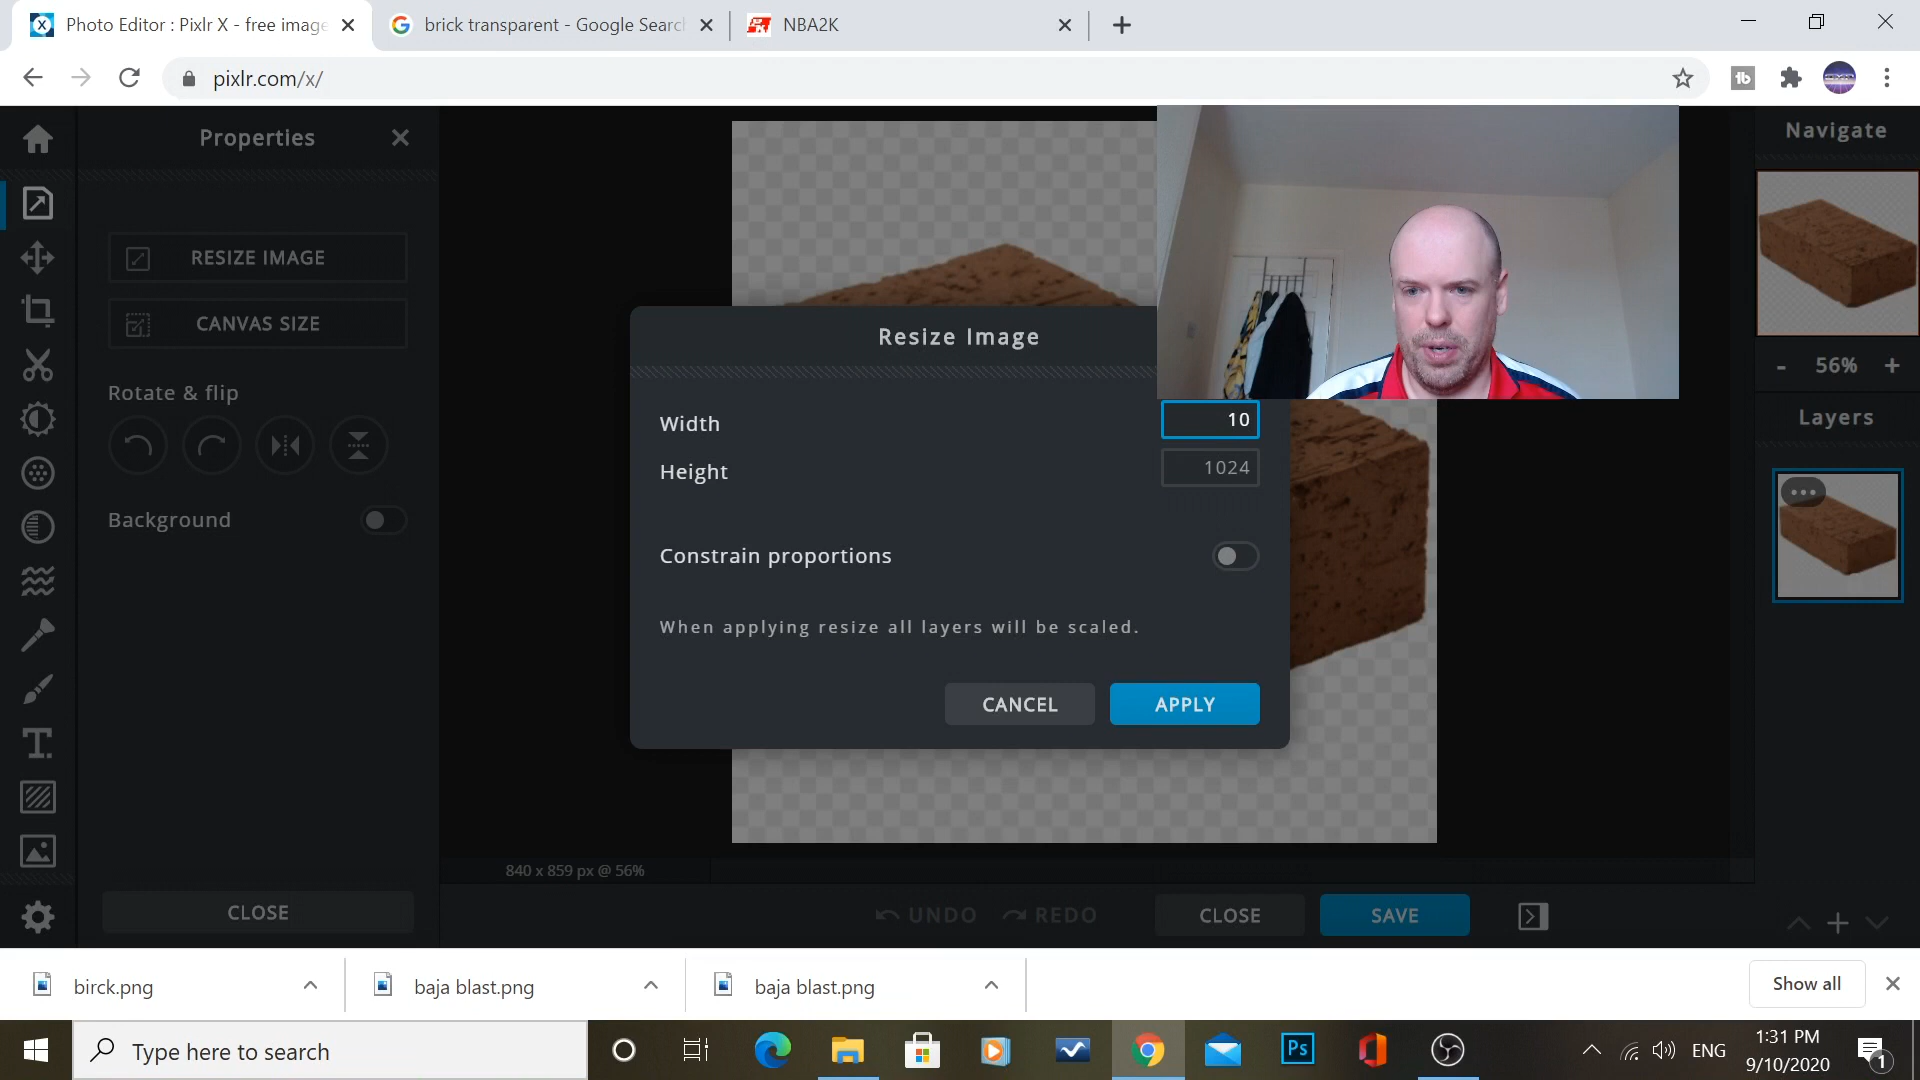 Photo Editor : Pixlr X - free image
brick transparent - Google Search
NBA2K
pixlr.com/x/
Properties
RESIZE IMAGE
CANVAS SIZE
Rotate & flip
Background
CLOSE
Resize Image
Width
10
Height
1024
Constrain proportions
When applying resize all layers will be scaled.
CANCEL
APPLY
840 x 859 px @ 56%
UNDO
REDO
CLOSE
SAVE
Navigate
- 56% +
Layers
birck.png
baja blast.png
baja blast.png
Show all
Type here to search
Ps
ENG
1:31 PM
9/10/2020
1